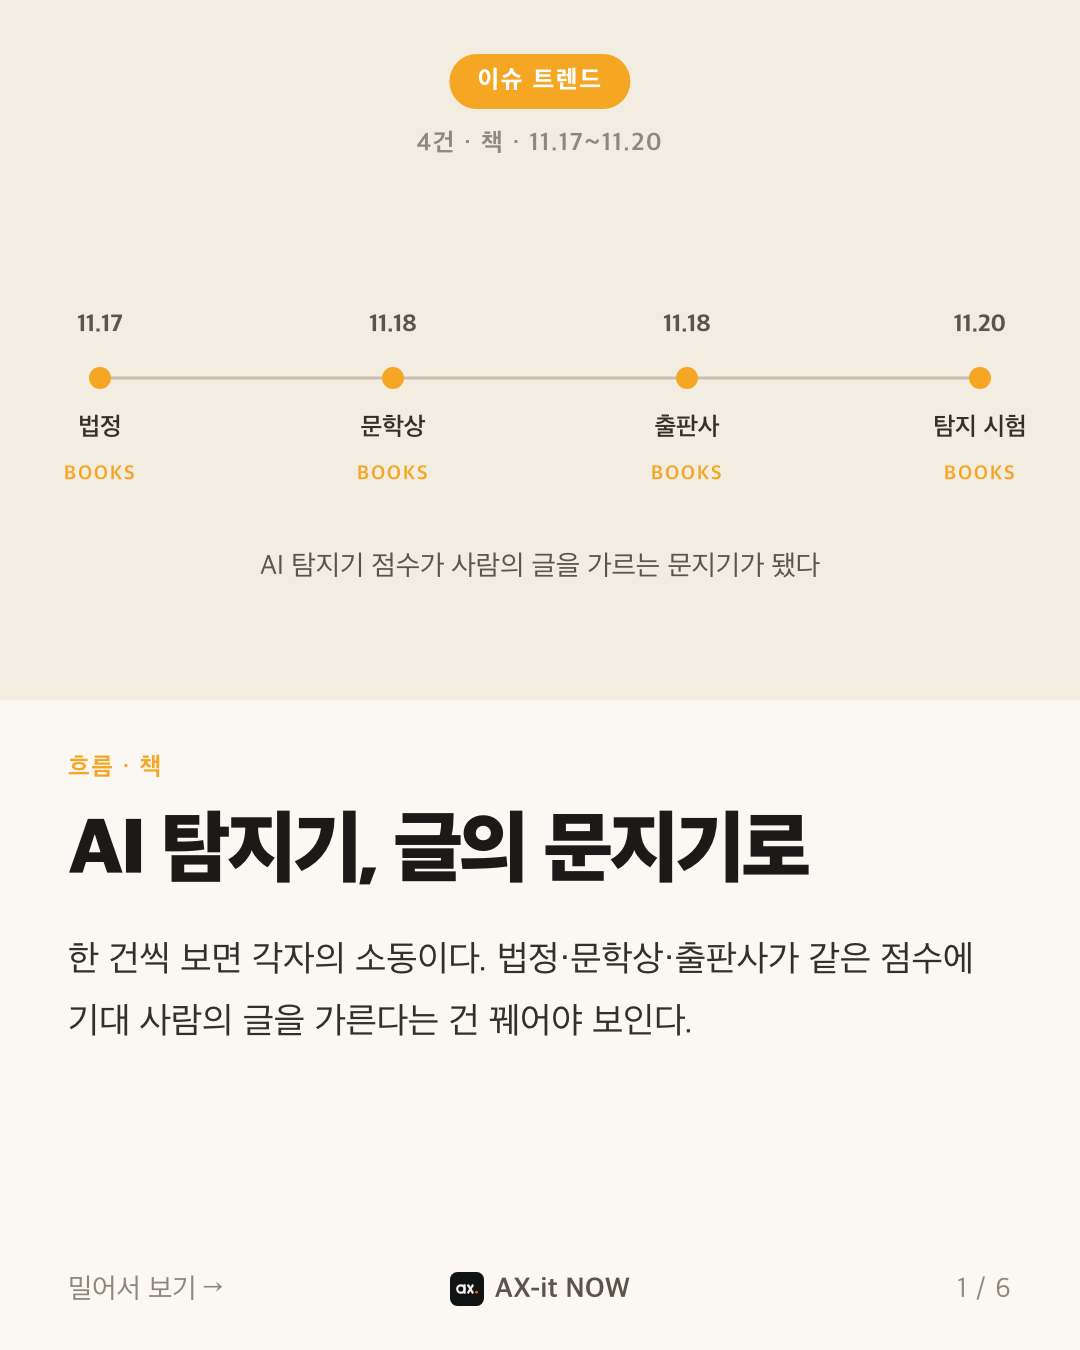 이슈 트렌드
4건 · 책 · 11.17~11.20
11.17 11.18 11.18 11.20
법정 문학상 출판사 탐지 시험
BOOKS BOOKS BOOKS BOOKS
AI 탐지기 점수가 사람의 글을 가르는 문지기가 됐다
흐름 · 책
AI 탐지기, 글의 문지기로
한 건씩 보면 각자의 소동이다. 법정·문학상·출판사가 같은 점수에
기대 사람의 글을 가른다는 건 꿰어야 보인다.
밀어서 보기 → ax. AX-it NOW 1 / 6